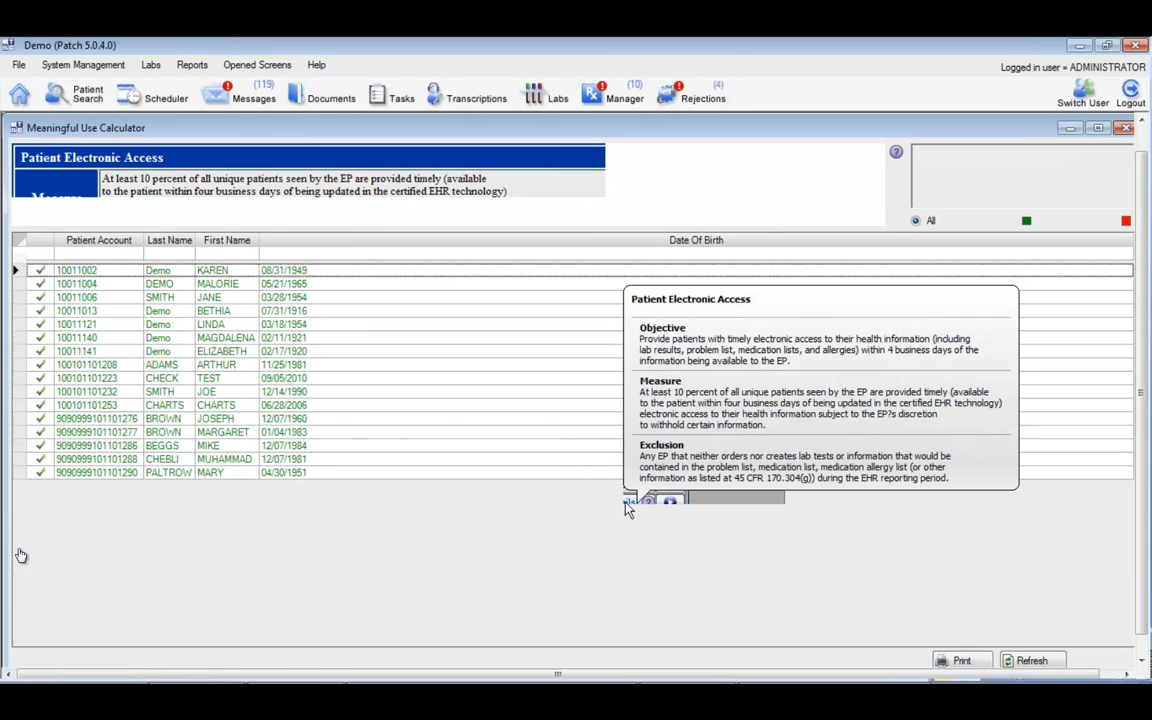 Demo (Patch 5.0.4.0)
File System Management Labs Reports Opened Screens Help
Logged in user = ADMINISTRATOR
Patient Search Scheduler Messages (119) Documents Tasks Transcriptions Labs Manager (10) Rejections (4) Switch User Logout
Meaningful Use Calculator
Patient Electronic Access
At least 10 percent of all unique patients seen by the EP are provided timely (available
to the patient within four business days of being updated in the certified EHR technology)
Measure
All
Patient Account Last Name First Name Date Of Birth
10011002 Demo KAREN 08/31/1949
10011004 DEMO MALORIE 05/21/1965
10011006 SMITH JANE 03/28/1954
10011013 Demo BETHIA 07/31/1916
10011121 Demo LINDA 03/18/1954
10011140 Demo MAGDALENA 02/11/1921
10011141 Demo ELIZABETH 02/17/1920
100101101208 ADAMS ARTHUR 11/25/1981
100101101223 CHECK TEST 09/05/2010
100101101232 SMITH JOE 12/14/1990
100101101253 CHARTS CHARTS 06/28/2006
9090999101101276 BROWN JOSEPH 12/07/1960
9090999101101277 BROWN MARGARET 01/04/1983
9090999101101286 BEGGS MIKE 12/07/1984
9090999101101288 CHEBLI MUHAMMAD 12/07/1981
9090999101101290 PALTROW MARY 04/30/1951
Patient Electronic Access
Objective
Provide patients with timely electronic access to their health information (including
lab results, problem list, medication lists, and allergies) within 4 business days of the
information being available to the EP.
Measure
At least 10 percent of all unique patients seen by the EP are provided timely (available
to the patient within four business days of being updated in the certified EHR technology)
electronic access to their health information subject to the EP?s discretion
to withhold certain information.
Exclusion
Any EP that neither orders nor creates lab tests or information that would be
contained in the problem list, medication list, medication allergy list (or other
information as listed at 45 CFR 170.304(g)) during the EHR reporting period.
Print Refresh